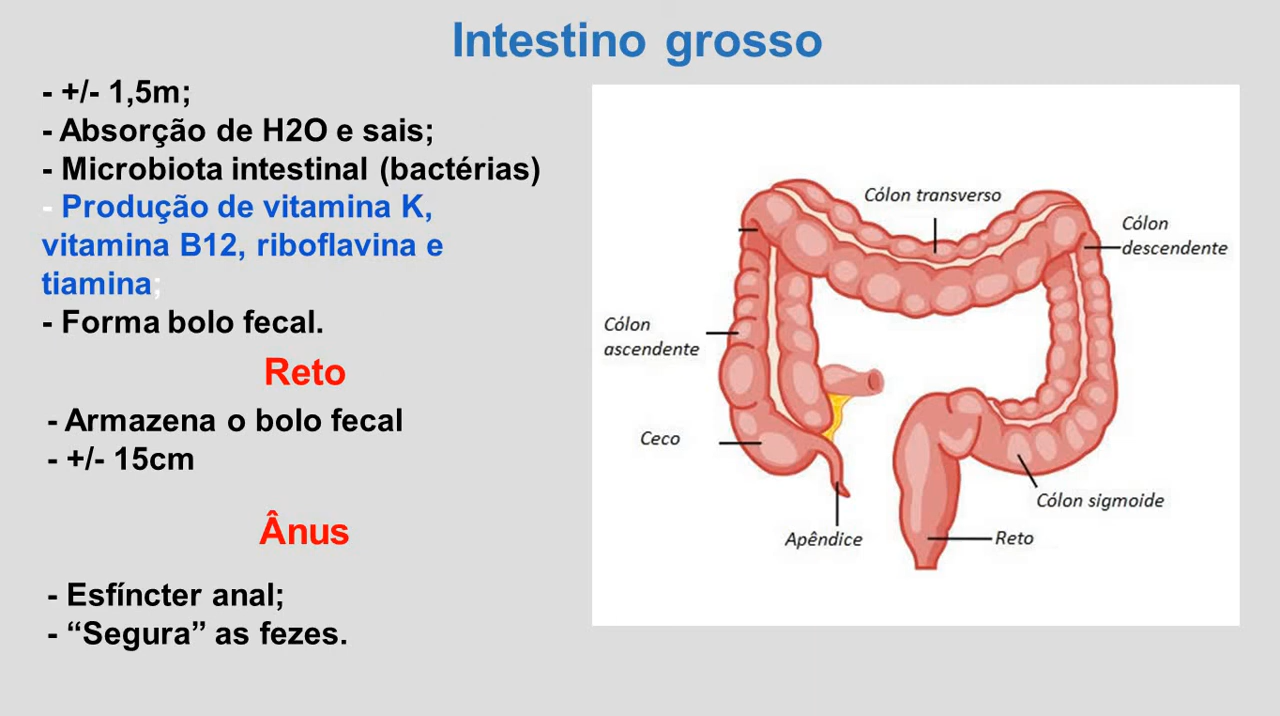 Intestino grosso
- +/- 1,5m;
- Absorção de H2O e sais;
- Microbiota intestinal (bactérias)
- Produção de vitamina K,
vitamina B12, riboflavina e
tiamina;
- Forma bolo fecal.
Reto
- Armazena o bolo fecal
- +/- 15cm
Ânus
- Esfíncter anal;
- “Segura” as fezes.
Cólon transverso
Cólon
descendente
Cólon
ascendente
Ceco
Cólon sigmoide
Apêndice
Reto